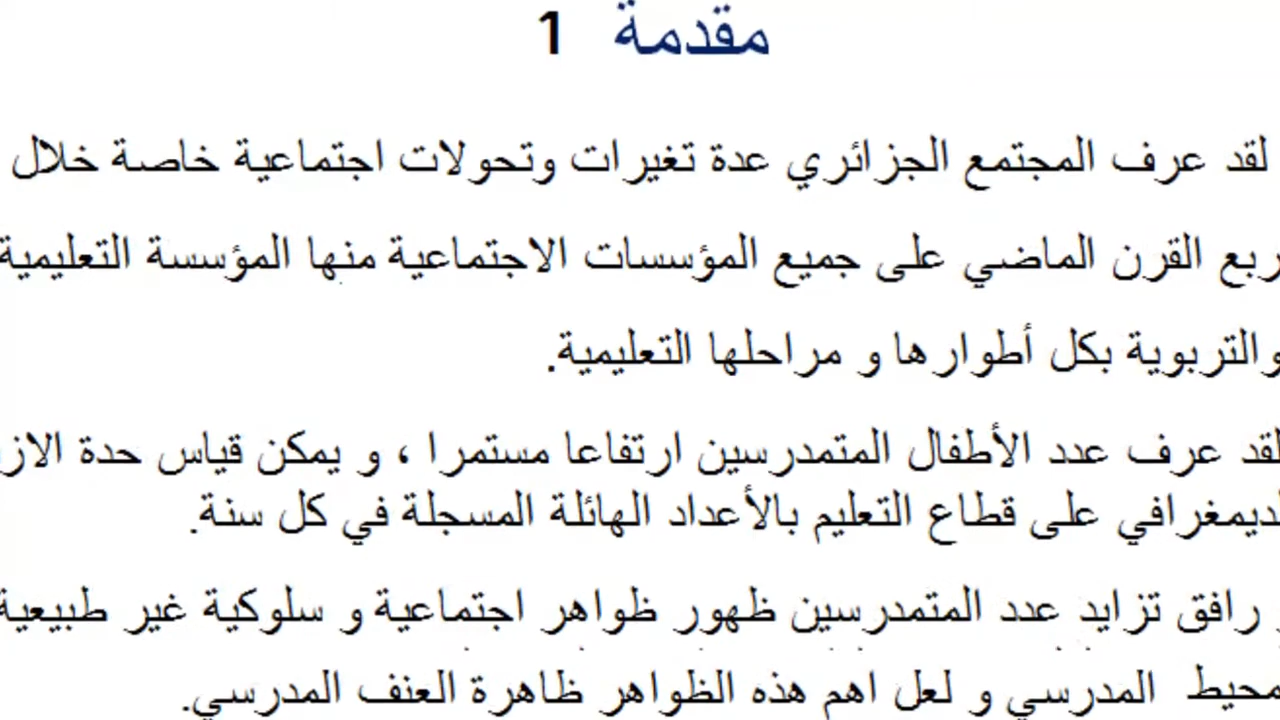 مقدمة 1
لقد عرف المجتمع الجزائري عدة تغيرات وتحولات اجتماعية خاصة خلال
ربع القرن الماضي على جميع المؤسسات الاجتماعية منها المؤسسة التعليمية
والتربوية بكل أطوارها و مراحلها التعليمية.
لقد عرف عدد الأطفال المتمدرسين ارتفاعا مستمرا ، و يمكن قياس حدة
على قطاع التعليم بالأعداد الهائلة المسجلة في كل سنة.
رافق تزايد عدد المتمدرسين ظهور ظواهر اجتماعية و سلوكية غير طبيعية
المدرسي و لعل اهم هذه الظواهر ظاهرة العنف المدرسي.